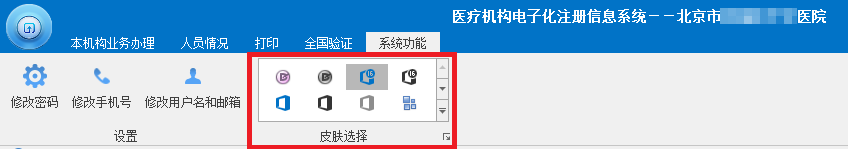 医疗机构电子化注册信息系统－－北京市 医院
本机构业务办理 人员情况 打印 全国验证 系统功能
修改密码 修改手机号 修改用户名和邮箱
设置 皮肤选择